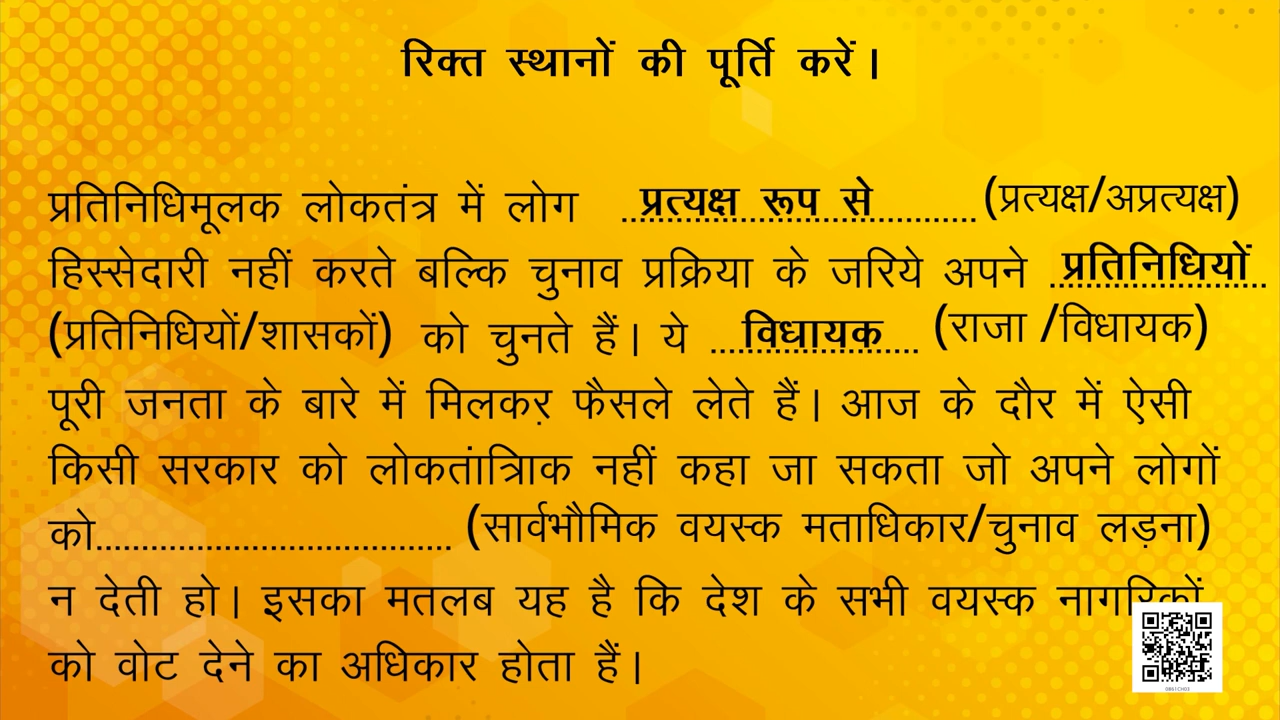 रिक्त स्थानों की पूर्ति करें।
प्रतिनिधिमूलक लोकतंत्र में लोग ..प्रत्यक्ष रूप से.......... (प्रत्यक्ष/अप्रत्यक्ष)
हिस्सेदारी नहीं करते बल्कि चुनाव प्रक्रिया के जरिये अपने .प्रतिनिधियों..
(प्रतिनिधियों/शासकों) को चुनते हैं। ये ...विधायक.... (राजा /विधायक)
पूरी जनता के बारे में मिलकर फैसले लेते हैं। आज के दौर में ऐसी
किसी सरकार को लोकतांत्रिाक नहीं कहा जा सकता जो अपने लोगों
को....................................... (सार्वभौमिक वयस्क मताधिकार/चुनाव लड़ना)
न देती हो। इसका मतलब यह है कि देश के सभी वयस्क नागरिकों
को वोट देने का अधिकार होता हैं।
0861CH03